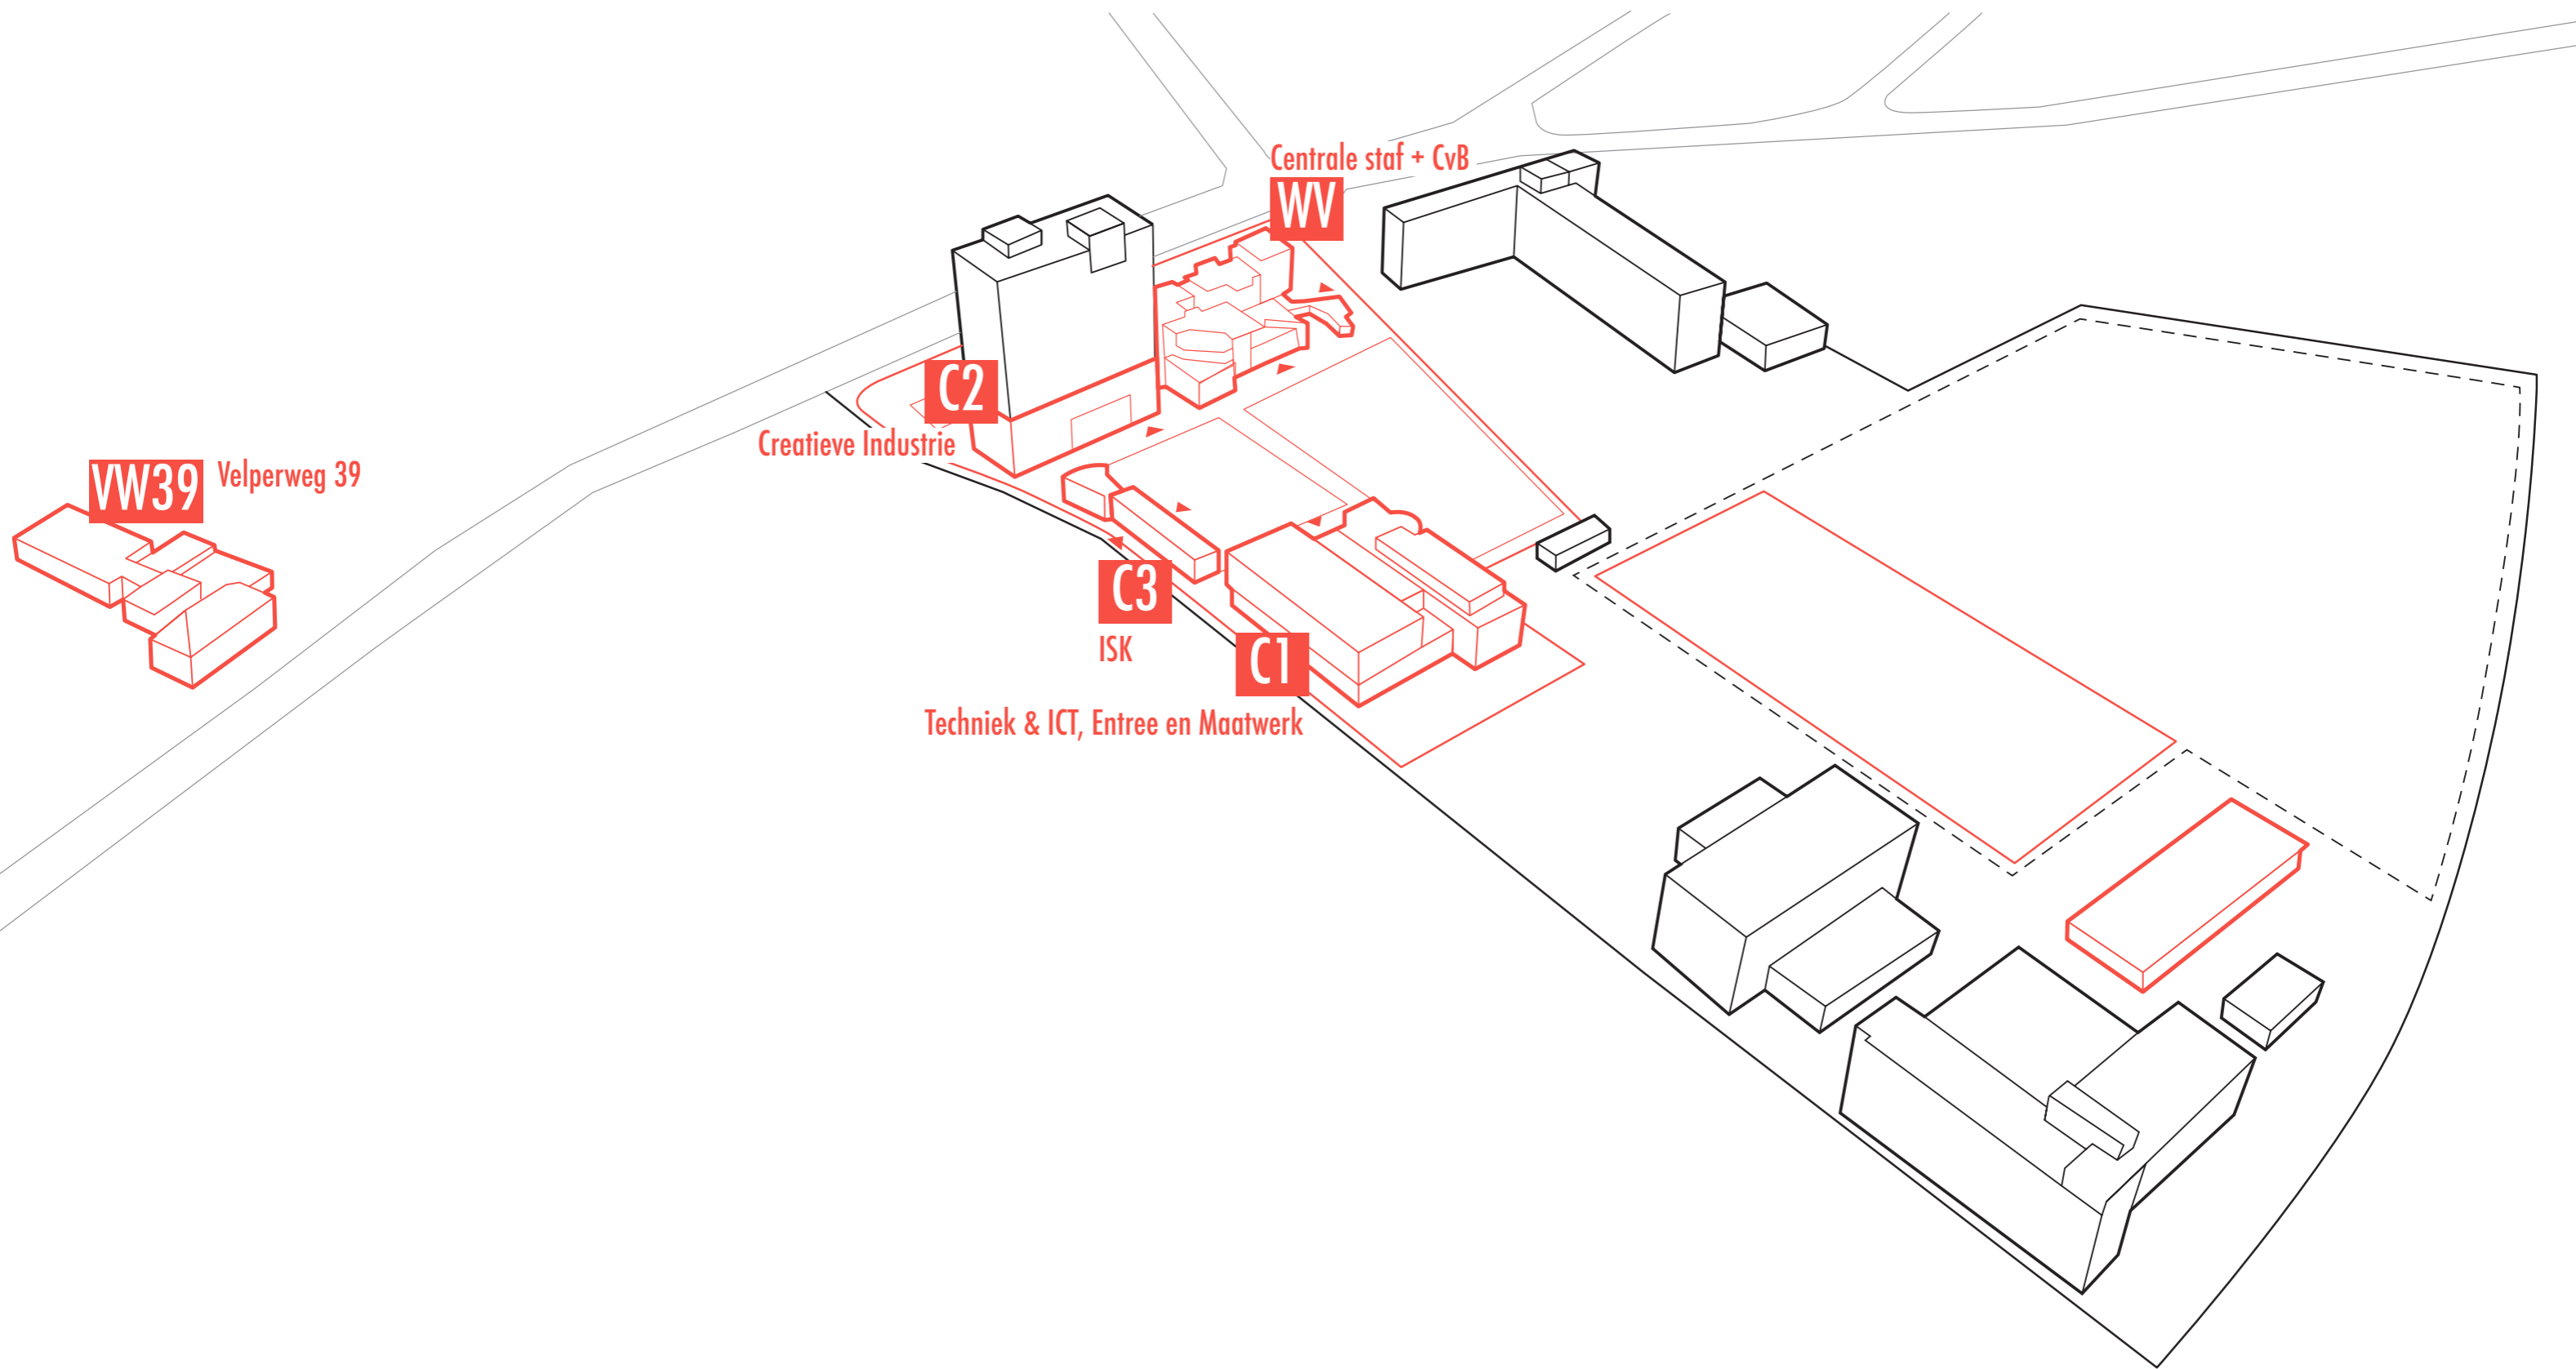 Centrale staf + CvB
WV
C2
Creatieve Industrie
VW39
Velperweg 39
C3
ISK
C1
Techniek & ICT, Entree en Maatwerk